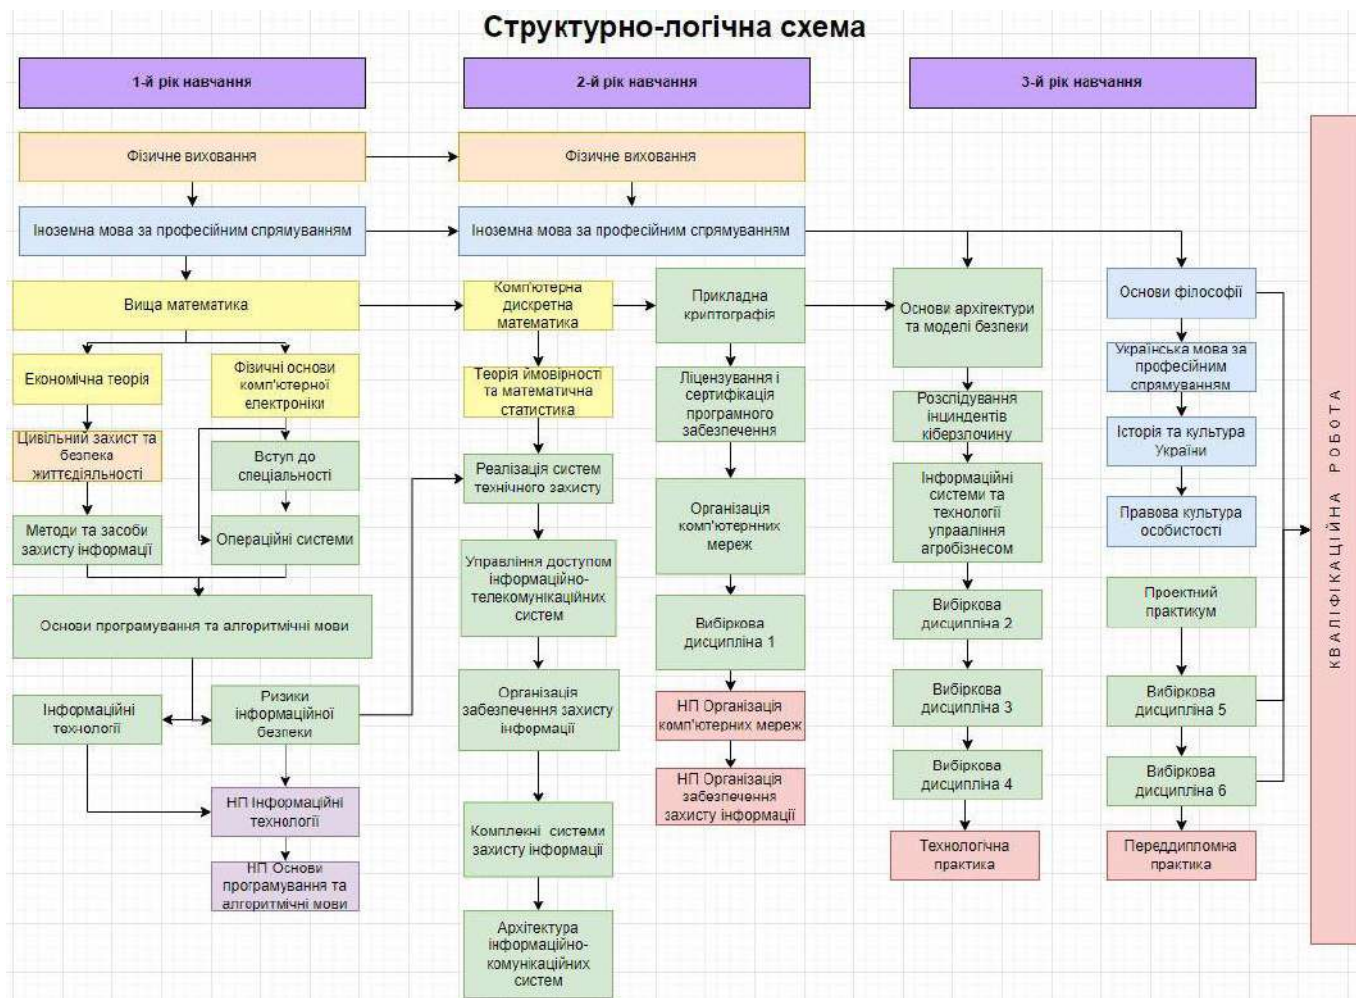 Структурно-логічна схема
1-й рік навчання
2-й рік навчання
3-й рік навчання
Фізичне виховання
Фізичне виховання
Іноземна мова за професійним спрямуванням
Іноземна мова за професійним спрямуванням
Вища математика
Економічна теорія
Фізичні основи
комп'ютерної
електроніки
Цивільний захист та
безпека
життєдіяльності
Вступ до
спеціальності
Методи та засоби
захисту інформації
Операційні системи
Основи програмування та алгоритмічні мови
Інформаційні
технології
Ризики
інформаційної
безпеки
НП Інформаційні
технології
НП Основи
програмування та
алгоритмічні мови
Комп'ютерна
дискретна
математика
Теорія ймовірності
та математична
статистика
Реалізація систем
технічного захисту
Управління доступом
інформаційно-
телекомунікаційних
систем
Організація
забезпечення захисту
інформації
Комплекні системи
захисту інформації
Архітектура
інформаційно-
комунікаційних
систем
Прикладна
криптографія
Ліцензування і
сертифікація
програмного
забезпечення
Організація
комп'ютернних
мереж
Вибіркова
дисципліна 1
НП Організація
комп'ютерних мереж
НП Організація
забезпечення
захисту інформації
Основи архітектури
та моделі безпеки
Розслідування
інциндентів
кіберзлочину
Інформаційні
системи та
технології
упрааління
агробізнесом
Вибіркова
дисципліна 2
Вибіркова
дисципліна 3
Вибіркова
дисципліна 4
Технологічна
практика
Основи філософії
Українська мова за
професійним
спрямуванням
Історія та культура
України
Правова культура
особистості
Проектний
практикум
Вибіркова
дисципліна 5
Вибіркова
дисципліна 6
Переддипломна
практика
КВАЛІФІКАЦІЙНА РОБОТА